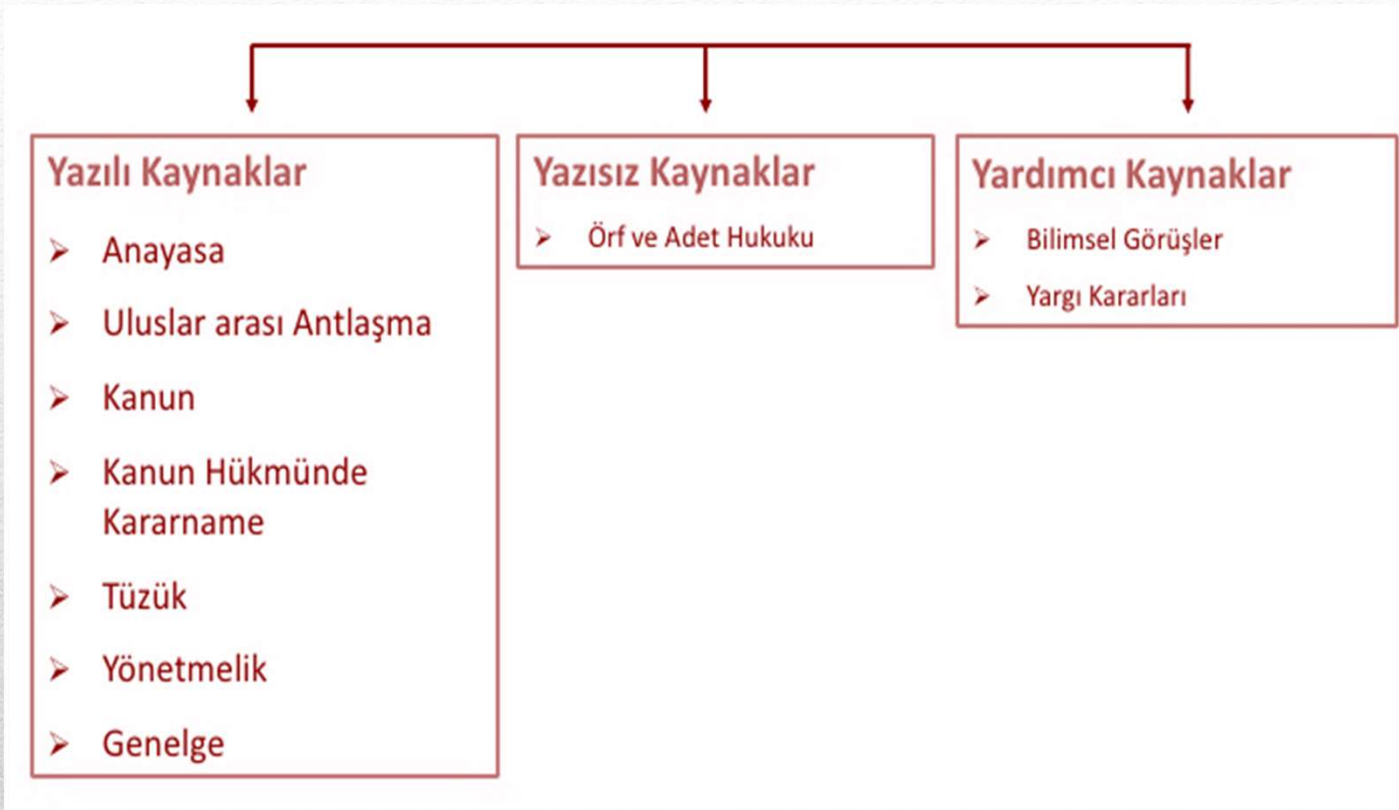 Yazılı Kaynaklar
➢ Anayasa
➢ Uluslar arası Antlaşma
➢ Kanun
➢ Kanun Hükmünde
Kararname
➢ Tüzük
➢ Yönetmelik
➢ Genelge
Yazısız Kaynaklar
➢ Örf ve Adet Hukuku
Yardımcı Kaynaklar
➢ Bilimsel Görüşler
➢ Yargı Kararları